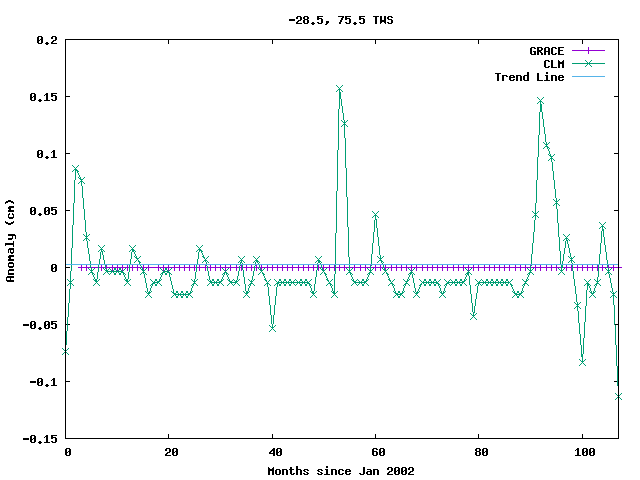 -28.5, 75.5 TWS
GRACE
CLM
Trend Line
0.2
0.15
0.1
0.05
0
-0.05
-0.1
-0.15
Anomaly (cm)
0 20 40 60 80 100
Months since Jan 2002